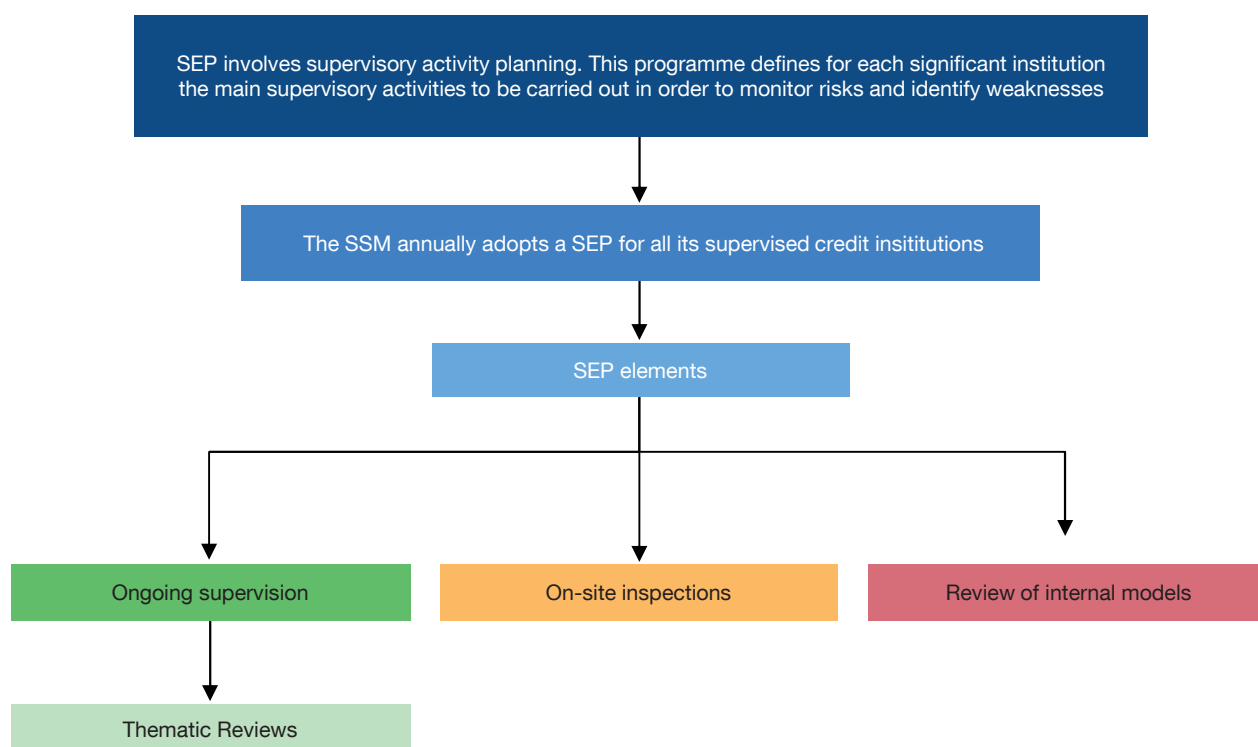 SEP involves supervisory activity planning. This programme defines for each significant institution
the main supervisory activities to be carried out in order to monitor risks and identify weaknesses
The SSM annually adopts a SEP for all its supervised credit insititutions
SEP elements
Ongoing supervision
On-site inspections
Review of internal models
Thematic Reviews